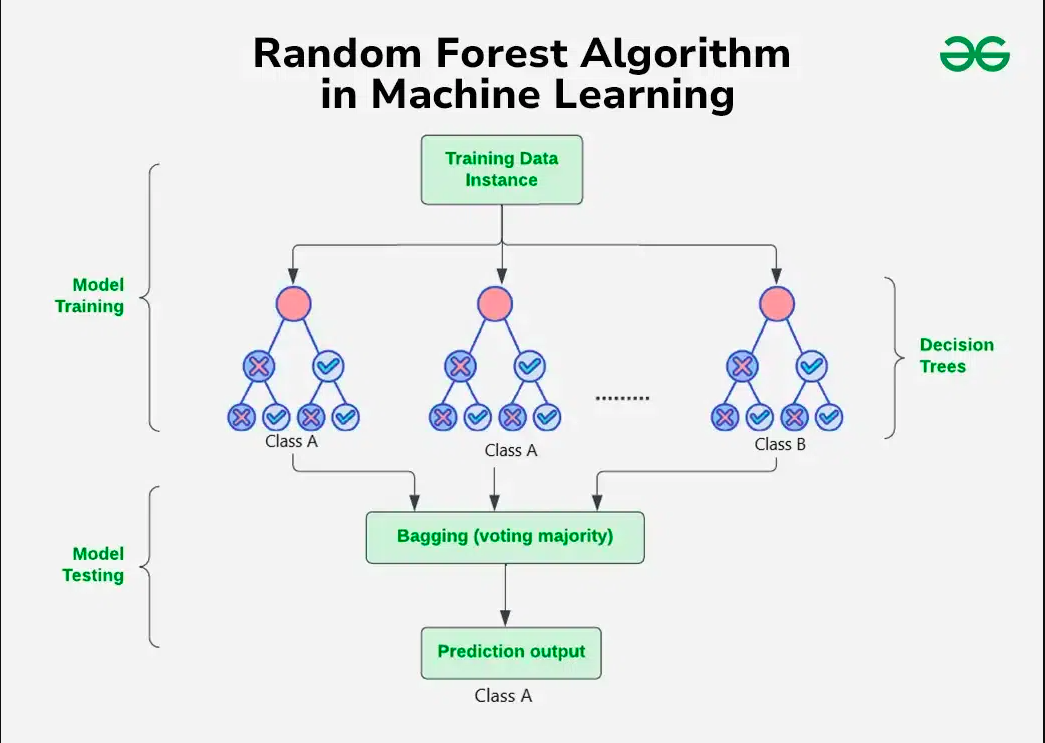 Random Forest Algorithm
in Machine Learning
Training Data
Instance
Model
Training
Decision
Trees
Class A
Class A
Class B
Bagging (voting majority)
Model
Testing
Prediction output
Class A